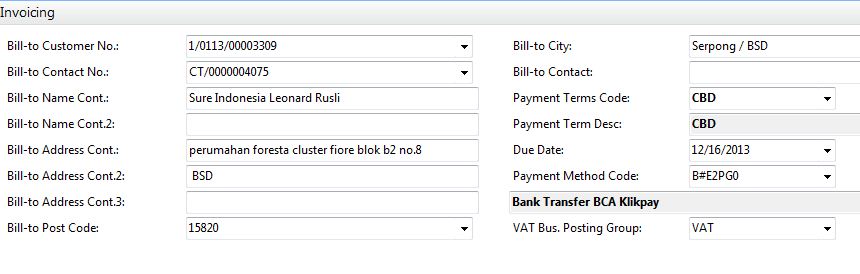 Invoicing
Bill-to Customer No.: 1/0113/00003309 Bill-to City: Serpong / BSD
Bill-to Contact No.: CT/0000004075 Bill-to Contact:
Bill-to Name Cont.: Sure Indonesia Leonard Rusli Payment Terms Code: CBD
Bill-to Name Cont.2: Payment Term Desc: CBD
Bill-to Address Cont.: perumahan foresta cluster fiore blok b2 no.8 Due Date: 12/16/2013
Bill-to Address Cont.2: BSD Payment Method Code: B#E2PG0
Bill-to Address Cont.3: Bank Transfer BCA Klikpay
Bill-to Post Code: 15820 VAT Bus. Posting Group: VAT